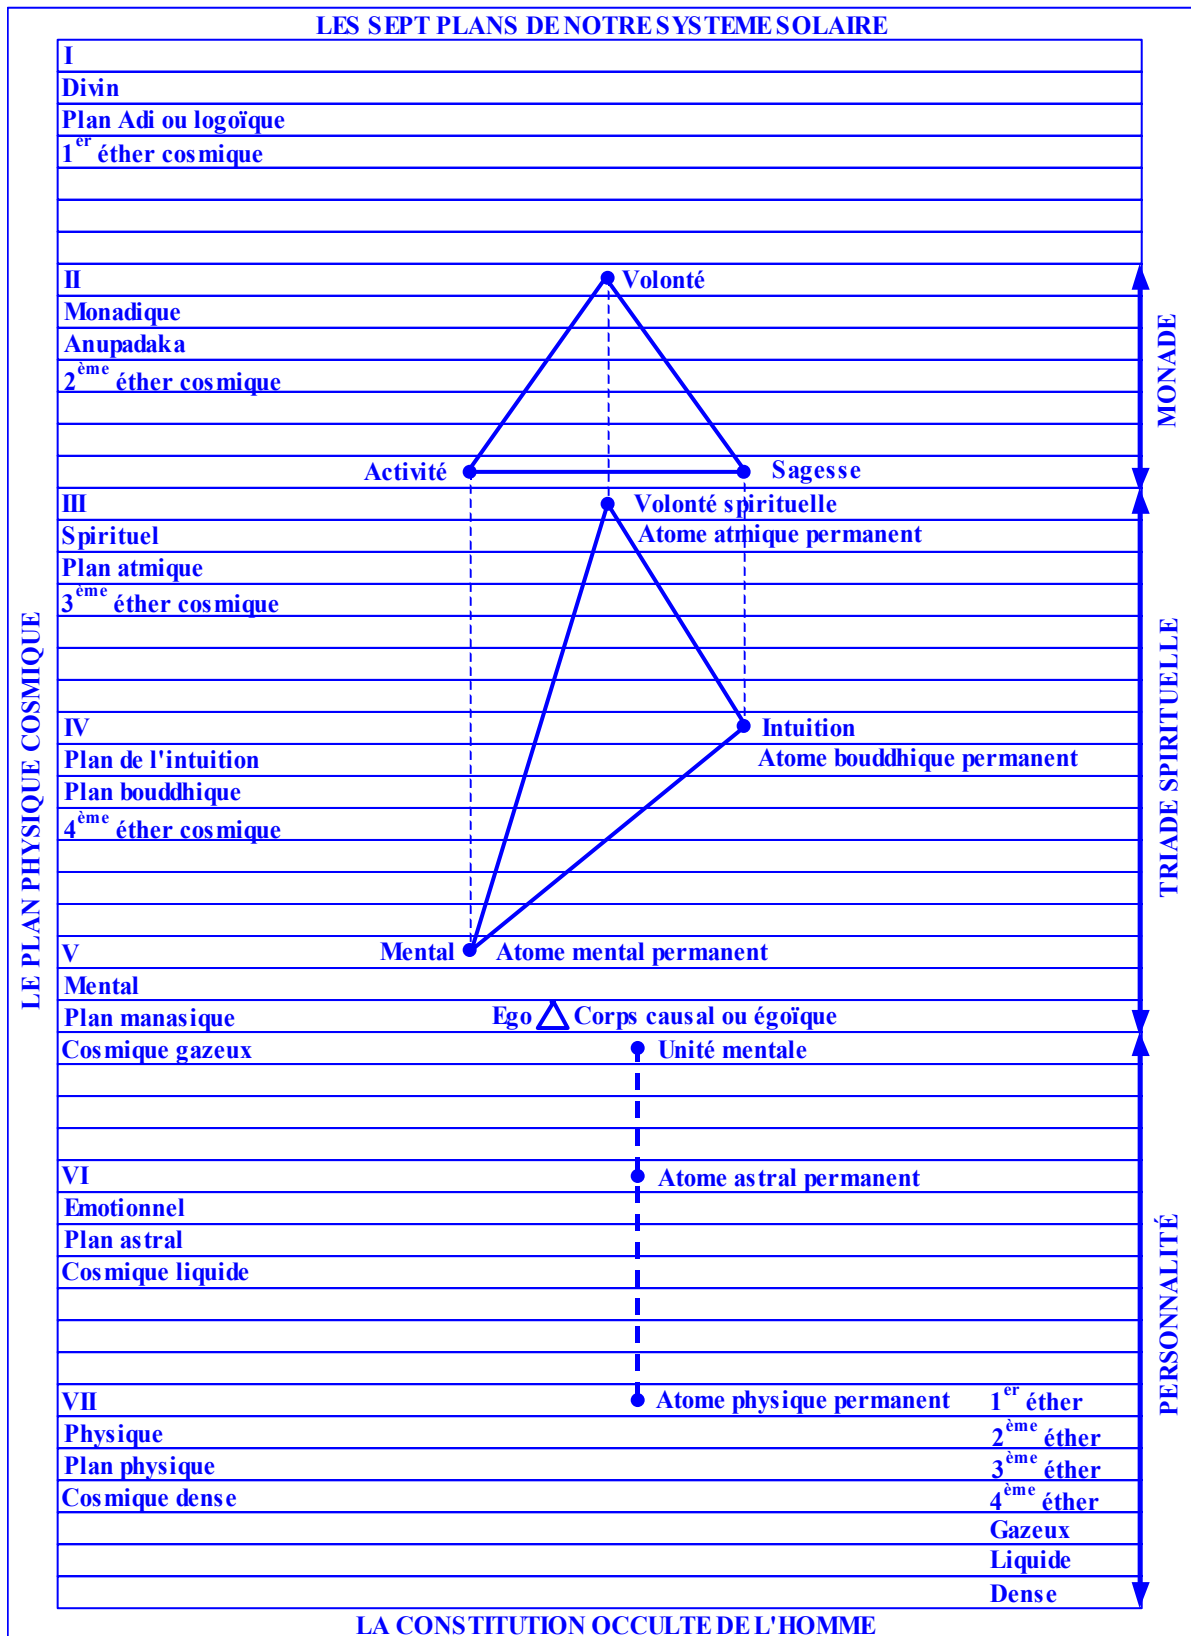 LES SEPT PLANS DE NOTRE SYSTEME SOLAIRE
I
Divin
Plan Adi ou logoïque
1er éther cosmique
II
Volonté
Monadique
Anupadaka
2ème éther cosmique
Activité
Sagesse
MONADE
III
Volonté spirituelle
Spirituel
Atome atmique permanent
Plan atmique
3ème éther cosmique
IV
Intuition
Plan de l'intuition
Atome bouddhique permanent
Plan bouddhique
4ème éther cosmique
V
Mental
Atome mental permanent
Mental
Plan manasique
Ego
Corps causal ou égoïque
TRIADE SPIRITUELLE
LE PLAN PHYSIQUE COSMIQUE
Cosmique gazeux
Unité mentale
VI
Atome astral permanent
Emotionnel
Plan astral
Cosmique liquide
VII
Atome physique permanent
1er éther
Physique
2ème éther
Plan physique
3ème éther
Cosmique dense
4ème éther
Gazeux
Liquide
Dense
PERSONNALITÉ
LA CONSTITUTION OCCULTE DE L'HOMME